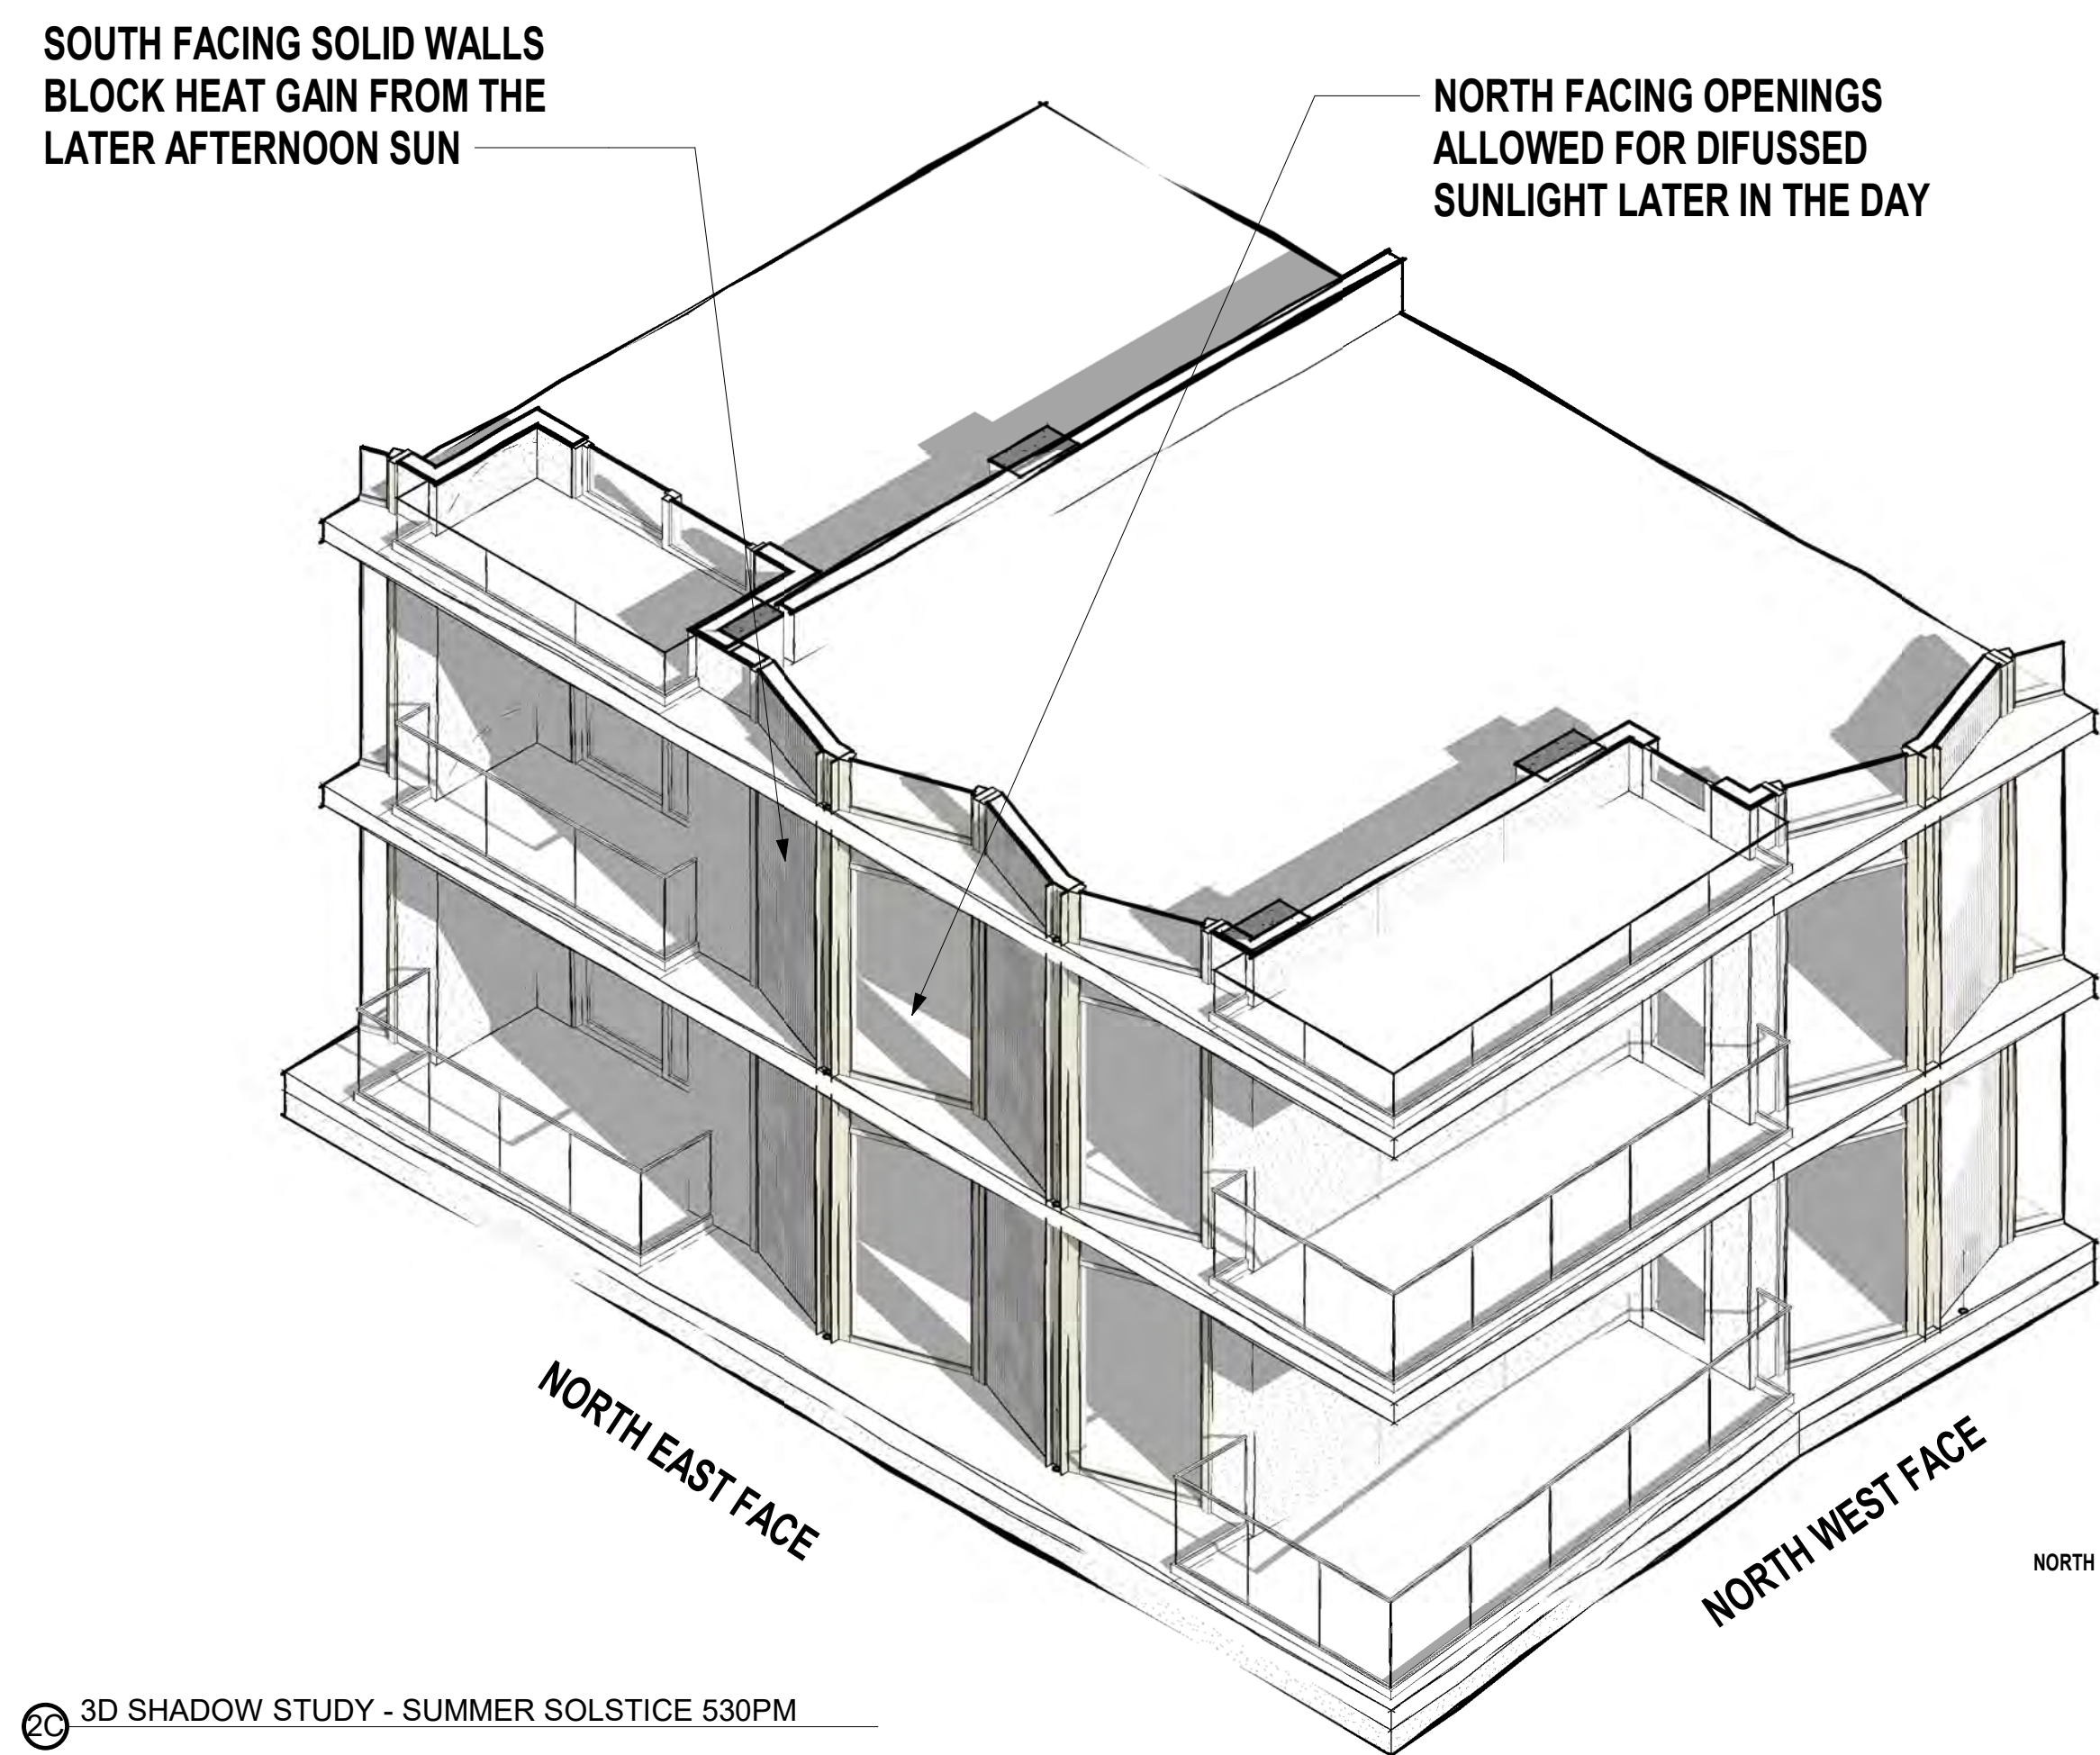 SOUTH FACING SOLID WALLS
BLOCK HEAT GAIN FROM THE
LATER AFTERNOON SUN
NORTH FACING OPENINGS
ALLOWED FOR DIFUSSED
SUNLIGHT LATER IN THE DAY
NORTH EAST FACE
NORTH WEST FACE
NORTH
2C 3D SHADOW STUDY - SUMMER SOLSTICE 530PM